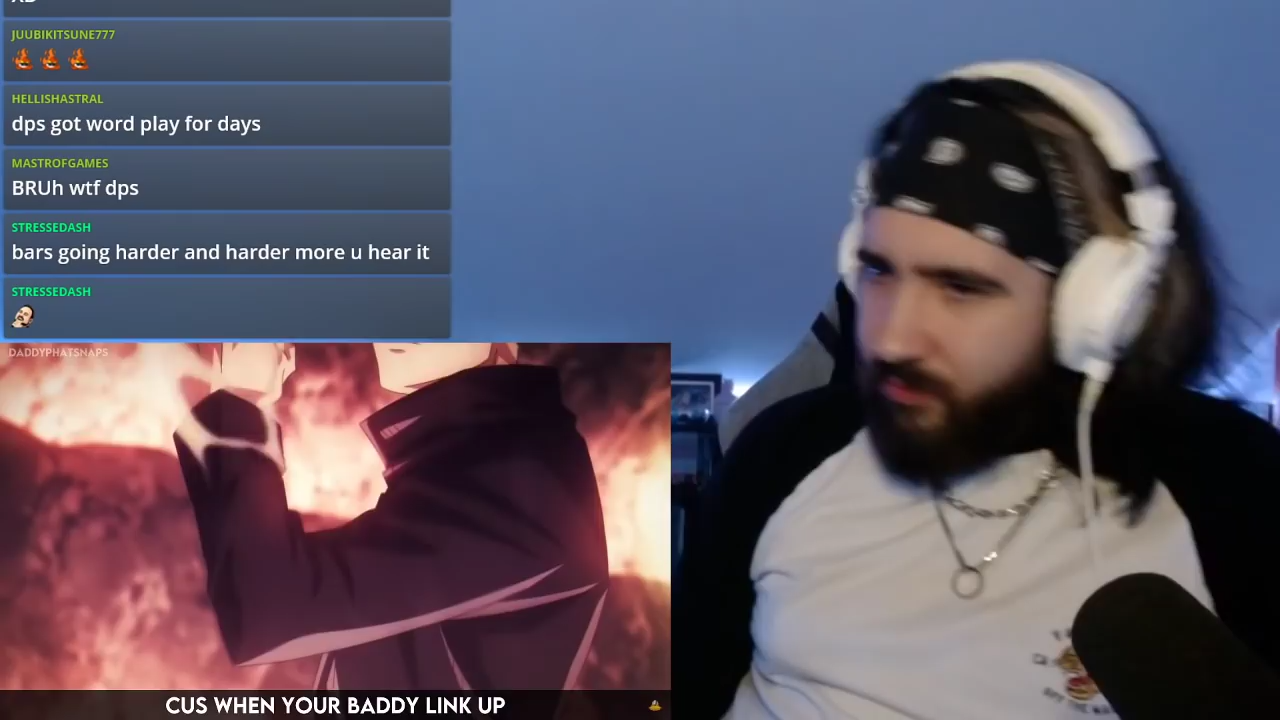 JUUBIKITSUNE777
HELLISHASTRAL
dps got word play for days
MASTROFGAMES
BRUh wtf dps
STRESSEDASH
bars going harder and harder more u hear it
STRESSEDASH
DADDYPHATSNAPS
CUS WHEN YOUR BADDY LINK UP